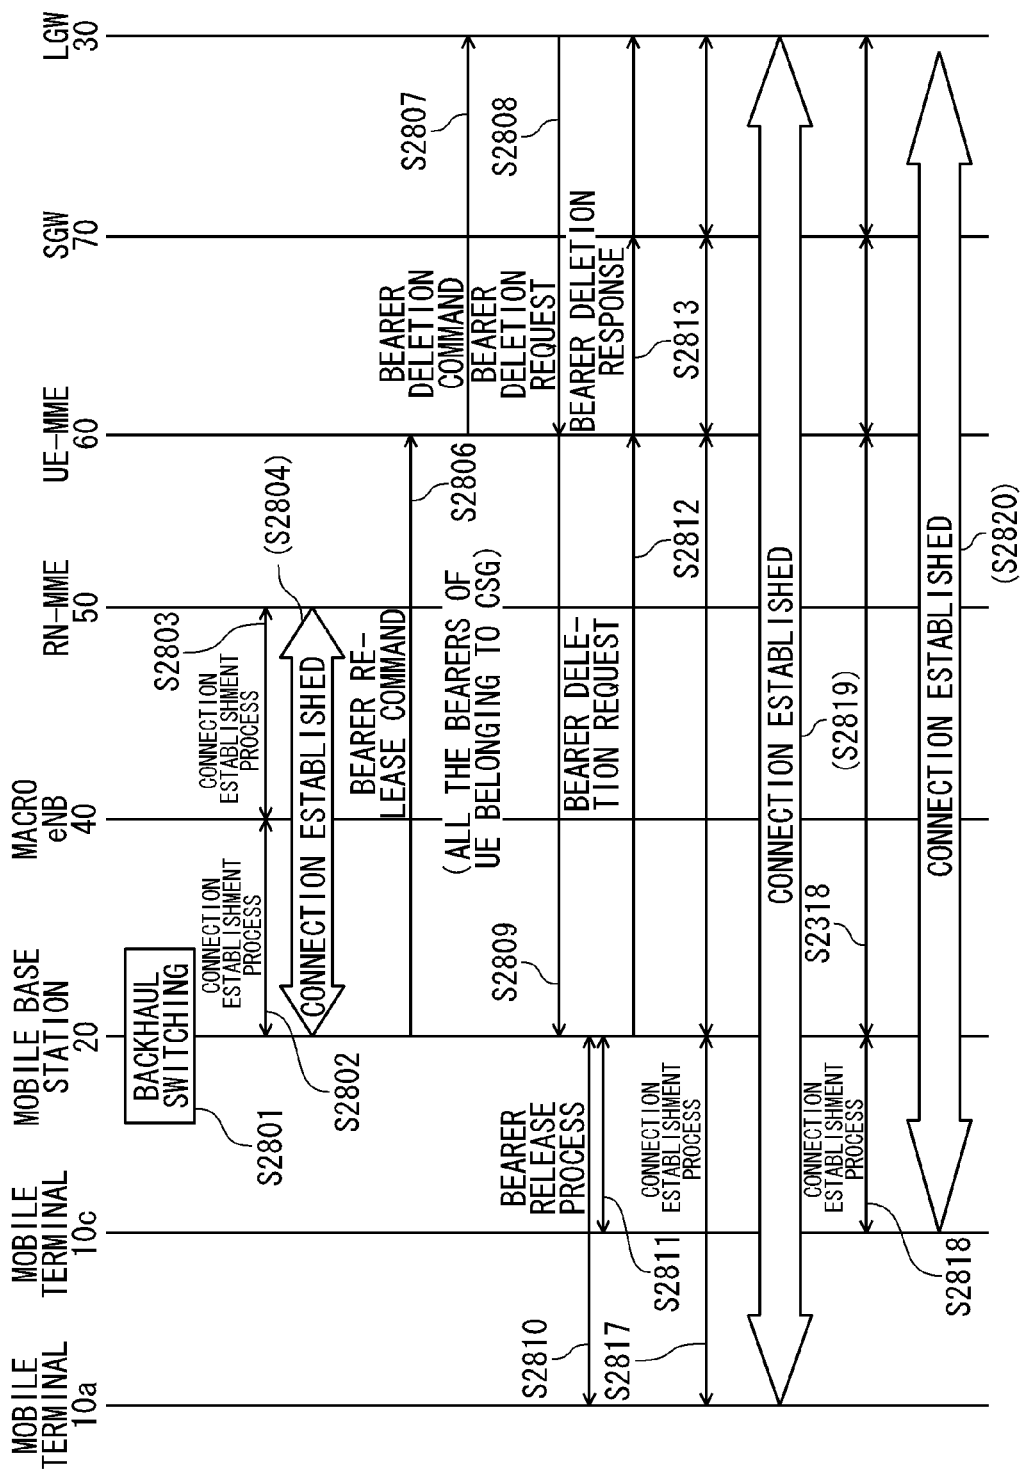 MOBILE
TERMINAL
10a
MOBILE
TERMINAL
10c
MOBILE BASE
STATION
20
MACRO
eNB
40
RN-MME
50
UE-MME
60
SGW
70
LGW
30
BACKHAUL
SWITCHING
S2801
CONNECTION
ESTABLISHMENT
PROCESS
S2802
CONNECTION
ESTABLISHMENT
PROCESS
S2803
CONNECTION ESTABLISHED
(S2804)
BEARER RE-
LEASE COMMAND
S2806
(ALL THE BEARERS OF
UE BELONGING TO CSG)
BEARER
DELETION
COMMAND
S2807
BEARER
DELETION
REQUEST
S2808
BEARER DELE-
TION REQUEST
S2809
BEARER
RELEASE
PROCESS
S2810
S2811
BEARER DELETION
RESPONSE
S2812
S2813
CONNECTION
ESTABLISHMENT
PROCESS
S2817
CONNECTION ESTABLISHED
(S2819)
CONNECTION
ESTABLISHMENT
PROCESS
S2818
S2318
CONNECTION ESTABLISHED
(S2820)